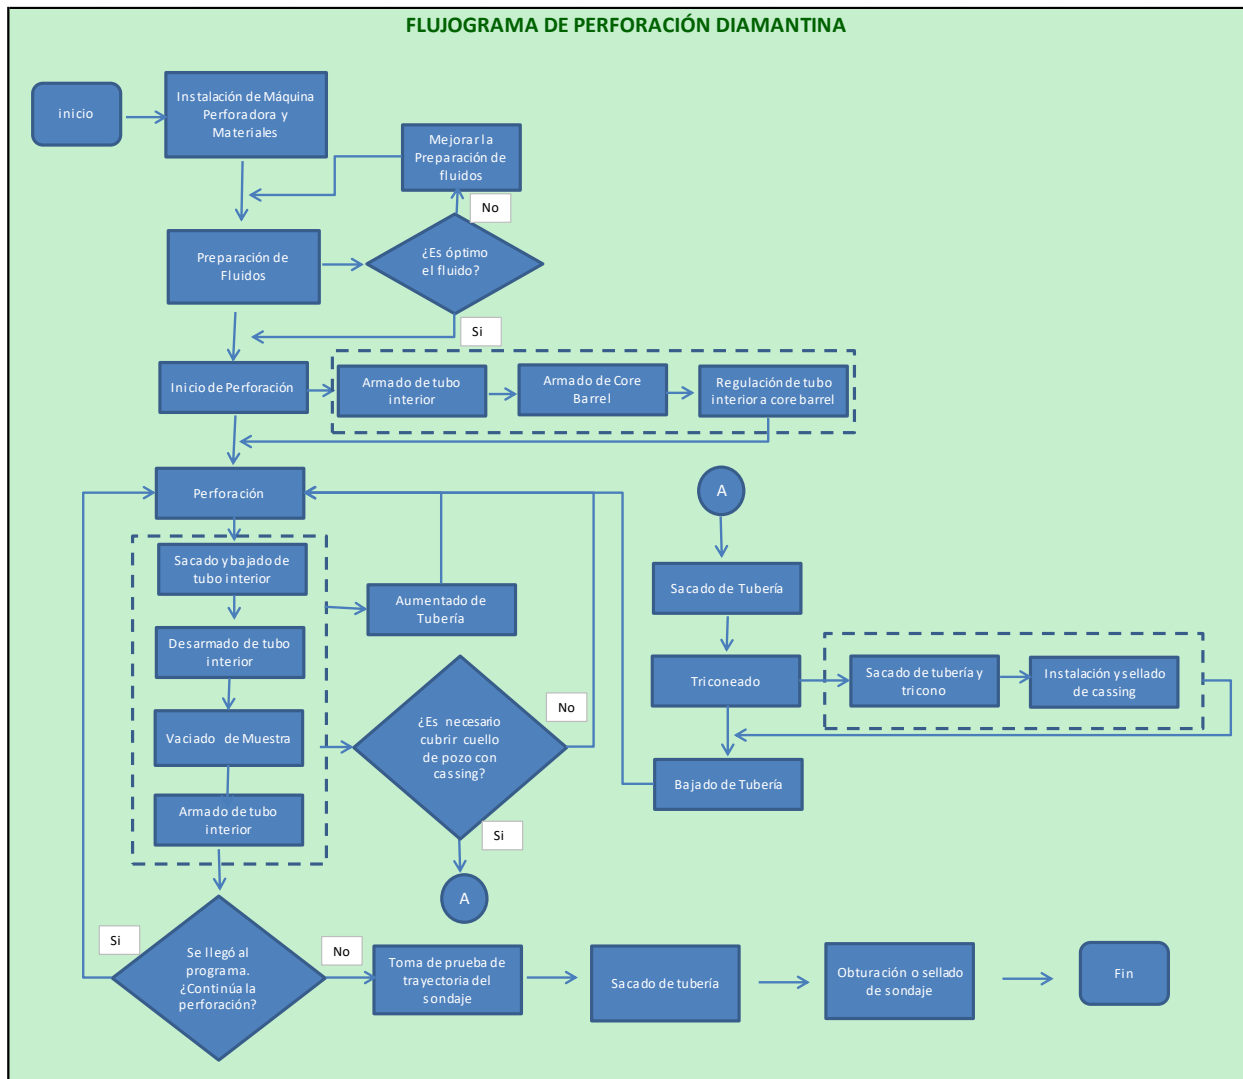 FLUJOGRAMA DE PERFORACIÓN DIAMANTINA
inicio
Instalación de Máquina
Perforadora y
Materiales
Mejorar la
Preparación de
fluidos
No
Preparación de
Fluidos
¿Es óptimo
el fluido?
Si
Inicio de Perforación
Armado de tubo
interior
Armado de Core
Barrel
Regulación de tubo
interior a core barrel
Perforación
A
Sacado y bajado de
tubo interior
Aumentado de
Tubería
Sacado de Tubería
Desarmado de tubo
interior
Triconeado
Sacado de tubería y
tricono
Instalación y sellado
de cassing
Vaciado de Muestra
¿Es necesario
cubrir cuello
de pozo con
cassing?
No
Bajado de Tubería
Armado de tubo
interior
Si
A
Si
Se llegó al
programa.
¿Continúa la
perforación?
No
Toma de prueba de
trayectoria del
sondaje
Sacado de tubería
Obturación o sellado
de sondaje
Fin